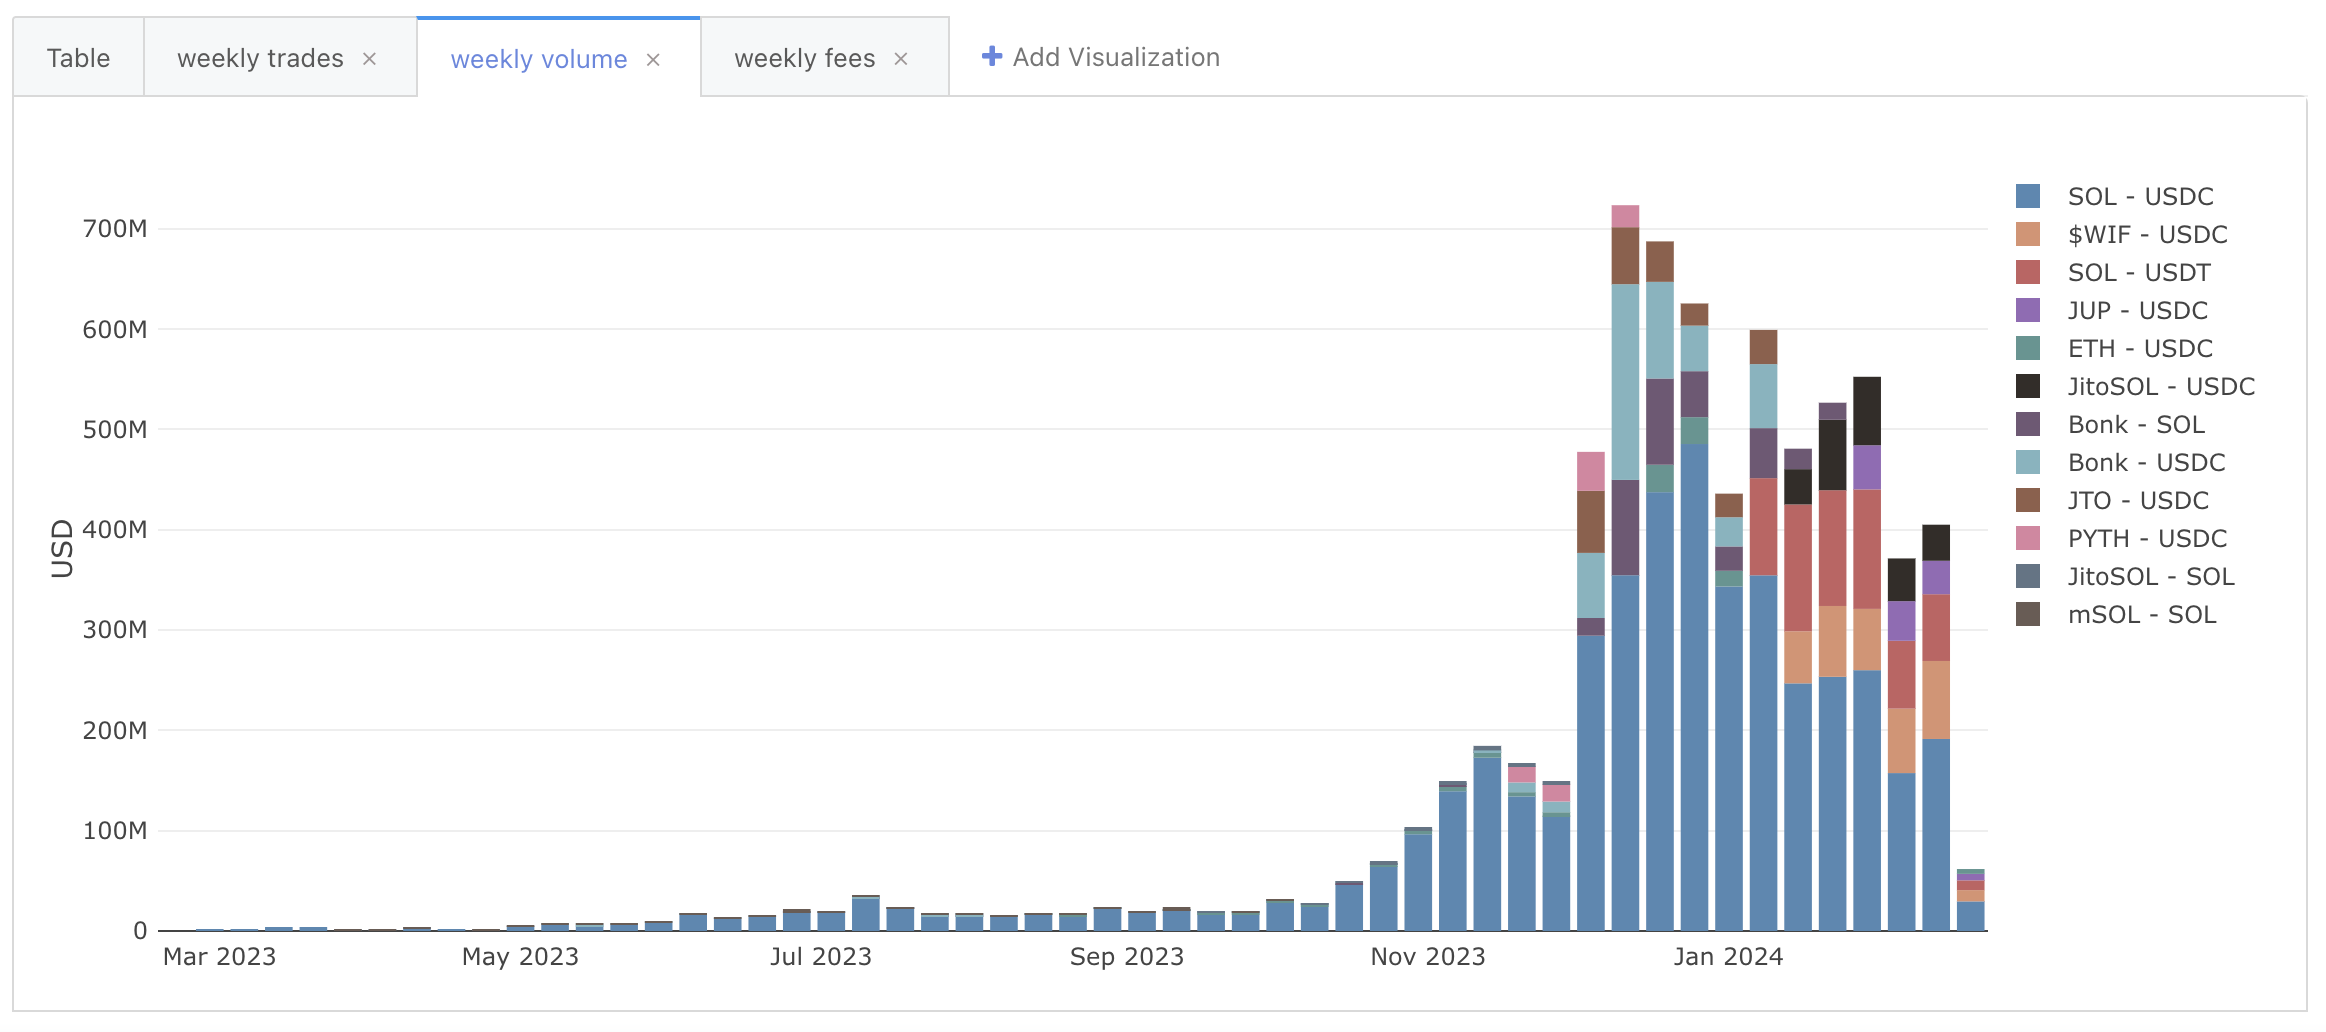 Table weekly trades × weekly volume × weekly fees × + Add Visualization
700M
600M
500M
400M
300M
200M
100M
0
USD
Mar 2023 May 2023 Jul 2023 Sep 2023 Nov 2023 Jan 2024
SOL - USDC
$WIF - USDC
SOL - USDT
JUP - USDC
ETH - USDC
JitoSOL - USDC
Bonk - SOL
Bonk - USDC
JTO - USDC
PYTH - USDC
JitoSOL - SOL
mSOL - SOL